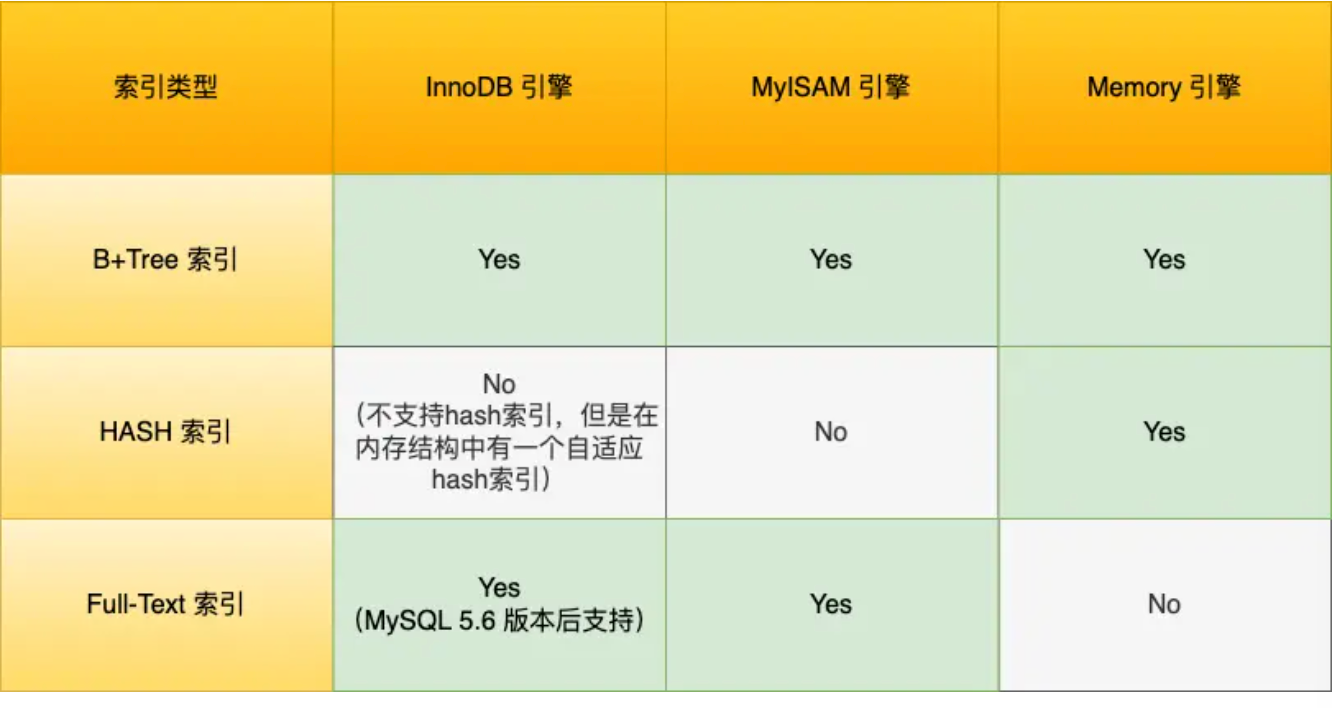 索引类型
InnoDB 引擎
MyISAM 引擎
Memory 引擎
B+Tree 索引
Yes
Yes
Yes
HASH 索引
No
（不支持hash索引，但是在
内存结构中有一个自适应
hash索引）
No
Yes
Full-Text 索引
Yes
（MySQL 5.6 版本后支持）
Yes
No